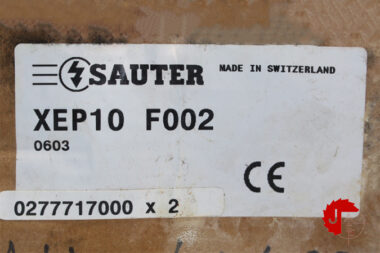 SAUTER
MADE IN SWITZERLAND
XEP10 F002
0603
CE
0277717000 x 2